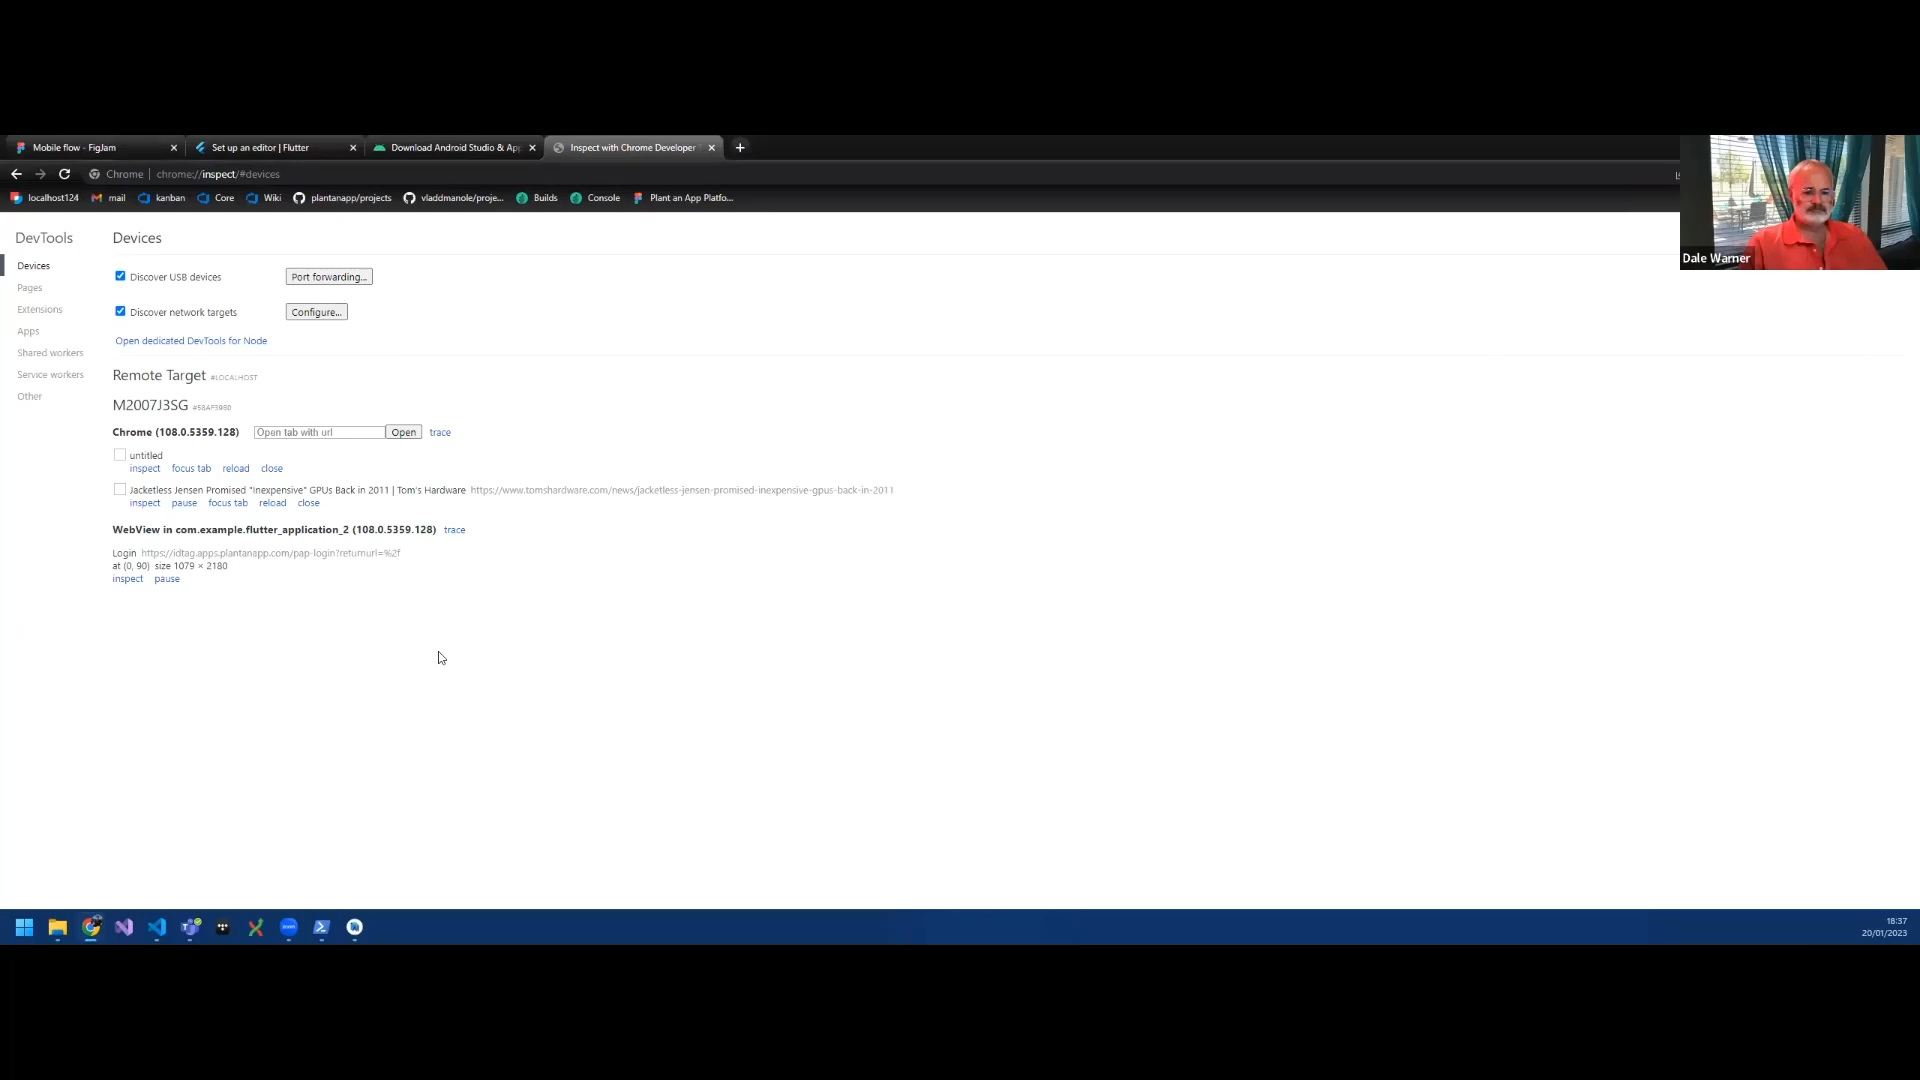 Mobile flow - FigJam
Set up an editor | Flutter
Download Android Studio & App
Inspect with Chrome Developer
Chrome | chrome://inspect/#devices
localhost124 mail kanban Core Wiki plantanapp/projects vladdmanole/proje... Builds Console Plant an App Platfo...
Dale Warner
DevTools
Devices
Pages
Extensions
Apps
Shared workers
Service workers
Other
Devices
Discover USB devices Port forwarding...
Discover network targets Configure...
Open dedicated DevTools for Node
Remote Target #LOCALHOST
M2007J3SG #58AF3980
Chrome (108.0.5359.128) Open tab with url Open trace
untitled
inspect focus tab reload close
Jacketless Jensen Promised "Inexpensive" GPUs Back in 2011 | Tom's Hardware https://www.tomshardware.com/news/jacketless-jensen-promised-inexpensive-gpus-back-in-2011
inspect pause focus tab reload close
WebView in com.example.flutter_application_2 (108.0.5359.128) trace
Login https://idtag.apps.plantanapp.com/pap-login?returnurl=%2f
at (0, 90) size 1079 × 2180
inspect pause
18:37
20/01/2023